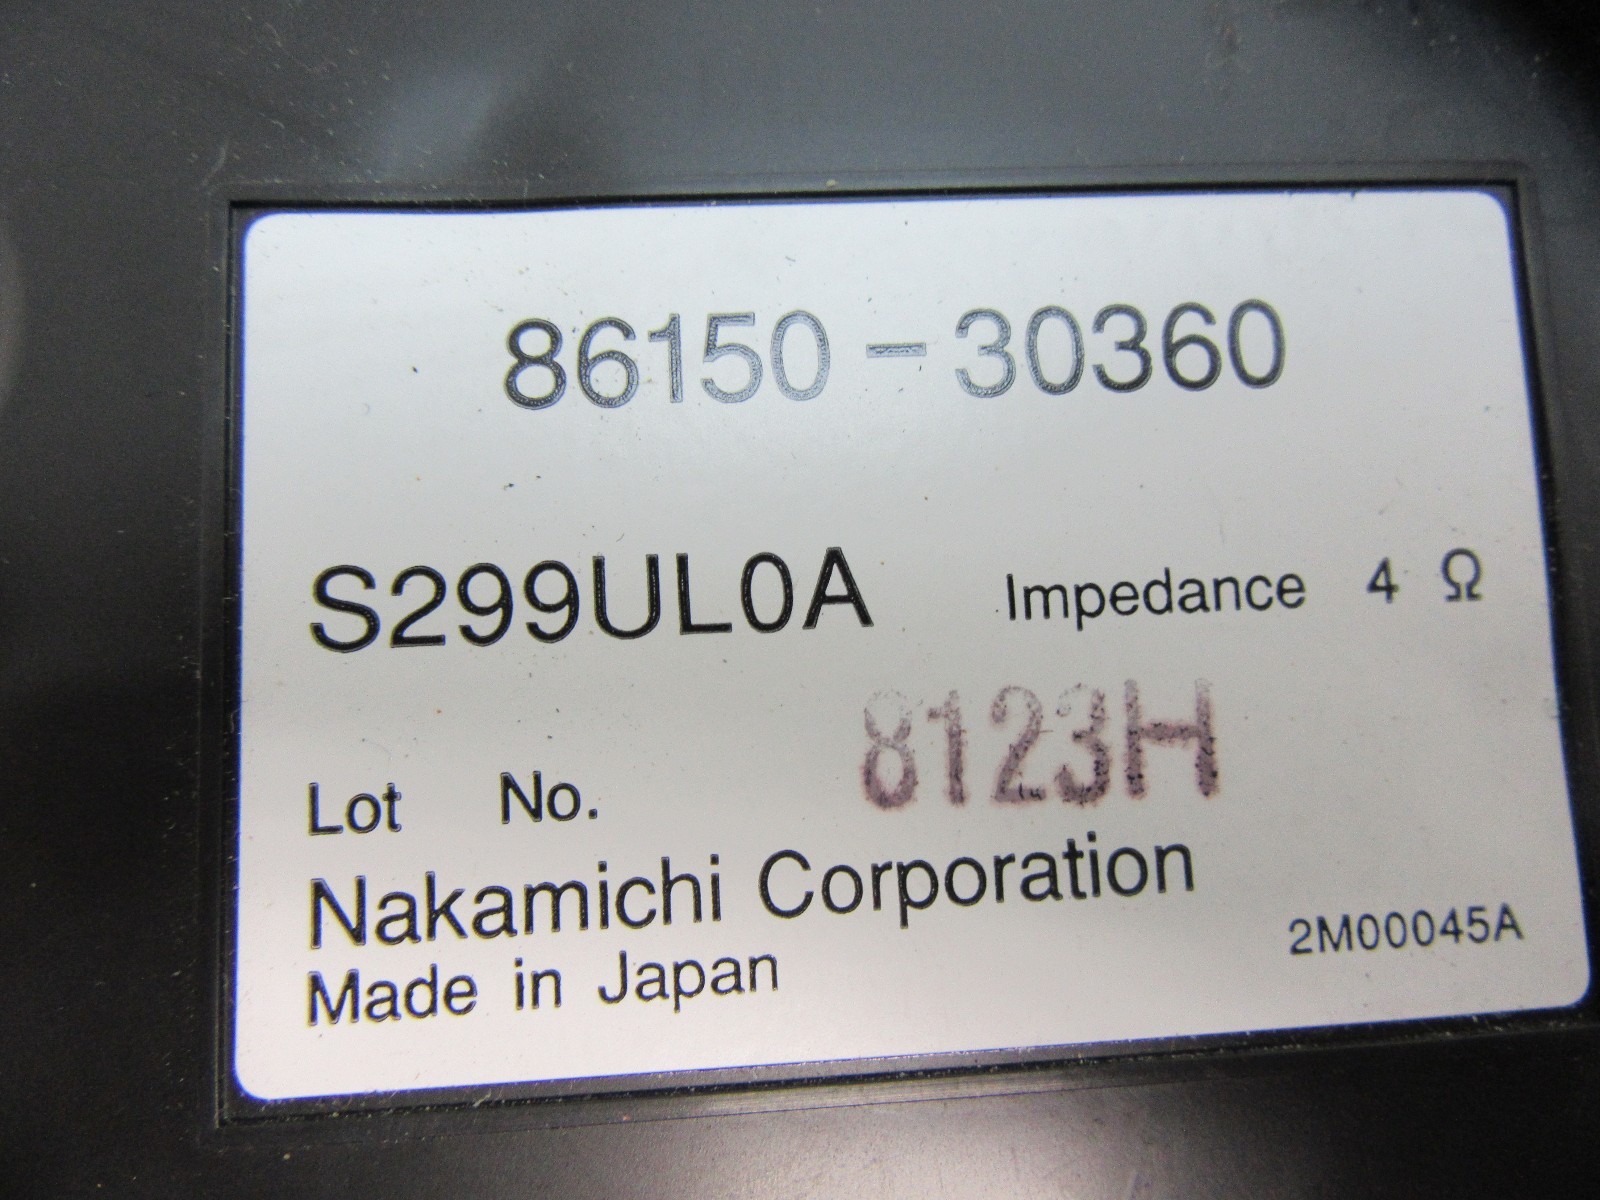 86150-30360
S299UL0A Impedance 4 Ω
Lot No. 8123H
Nakamichi Corporation
Made in Japan 2M00045A